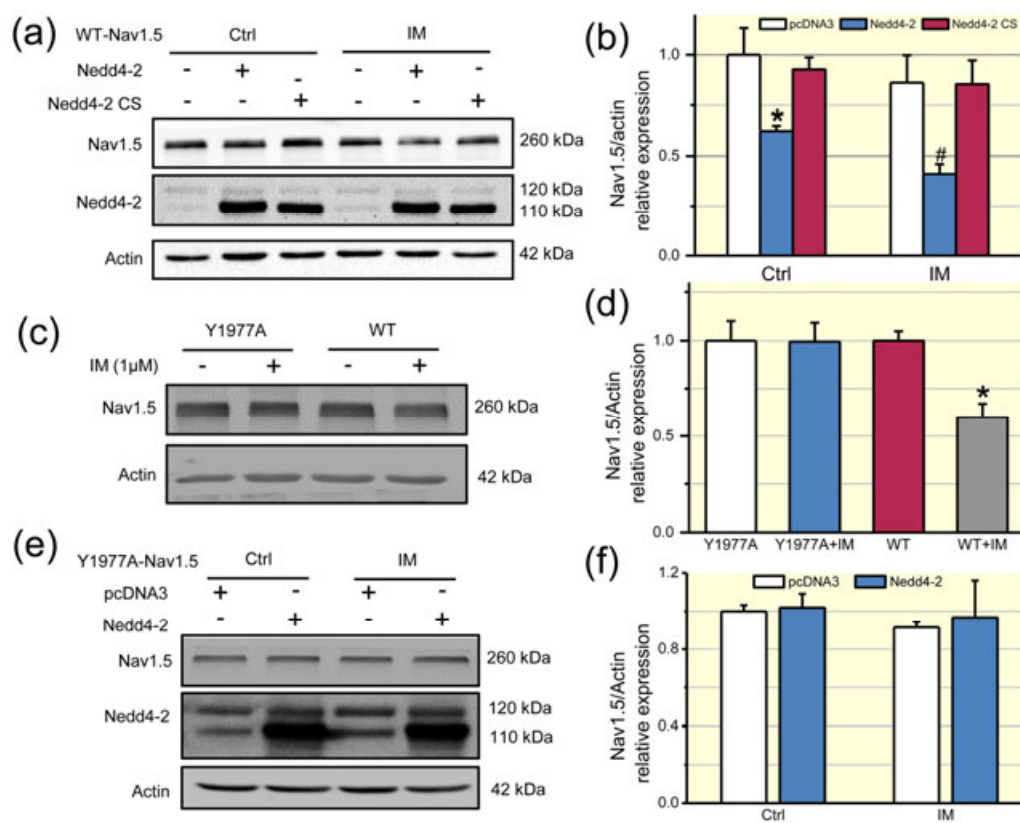 (a)
WT-Nav1.5 Ctrl IM
Nedd4-2 - + - - + -
Nedd4-2 CS - - + - - +
Nav1.5 260 kDa
Nedd4-2 120 kDa
110 kDa
Actin 42 kDa
(b)
pcDNA3 Nedd4-2 Nedd4-2 CS
Nav1.5/actin
relative expression
1.0
0.5
0.0
*
#
Ctrl IM
(c)
Y1977A WT
IM (1μM) - + - +
Nav1.5 260 kDa
Actin 42 kDa
(d)
Nav1.5/Actin
relative expression
1.0
0.5
0.0
*
Y1977A Y1977A+IM WT WT+IM
(e)
Y1977A-Nav1.5 Ctrl IM
pcDNA3 + - + -
Nedd4-2 - + - +
Nav1.5 260 kDa
Nedd4-2 120 kDa
110 kDa
Actin 42 kDa
(f)
pcDNA3 Nedd4-2
Nav1.5/Actin
relative expression
1.2
0.8
0.4
0.0
Ctrl IM